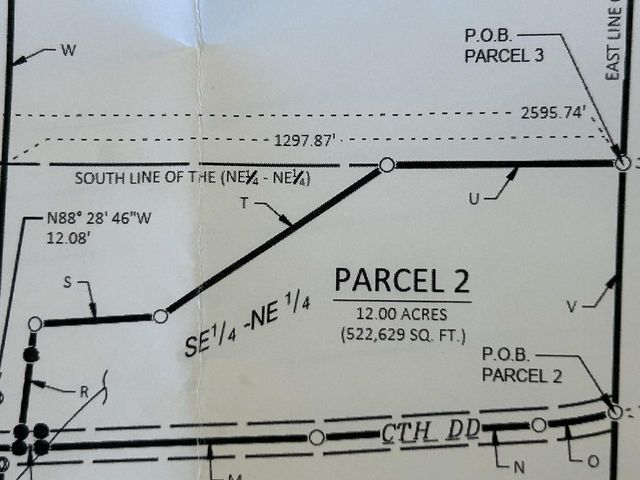 W
P.O.B.
PARCEL 3
EAST LINE
2595.74'
1297.87'
SOUTH LINE OF THE (NE¼ - NE¼)
U
N88° 28' 46"W
12.08'
T
S
PARCEL 2
12.00 ACRES
(522,629 SQ. FT.)
SE 1/4 -NE 1/4
V
P.O.B.
PARCEL 2
R
CTH DD
N
O